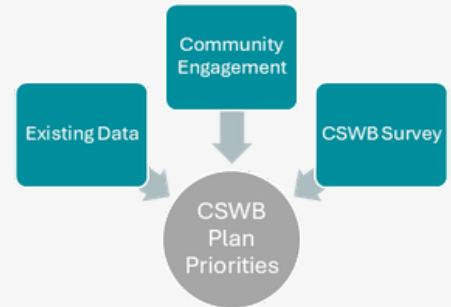 Community
Engagement
Existing Data
CSWB Survey
CSWB
Plan
Priorities